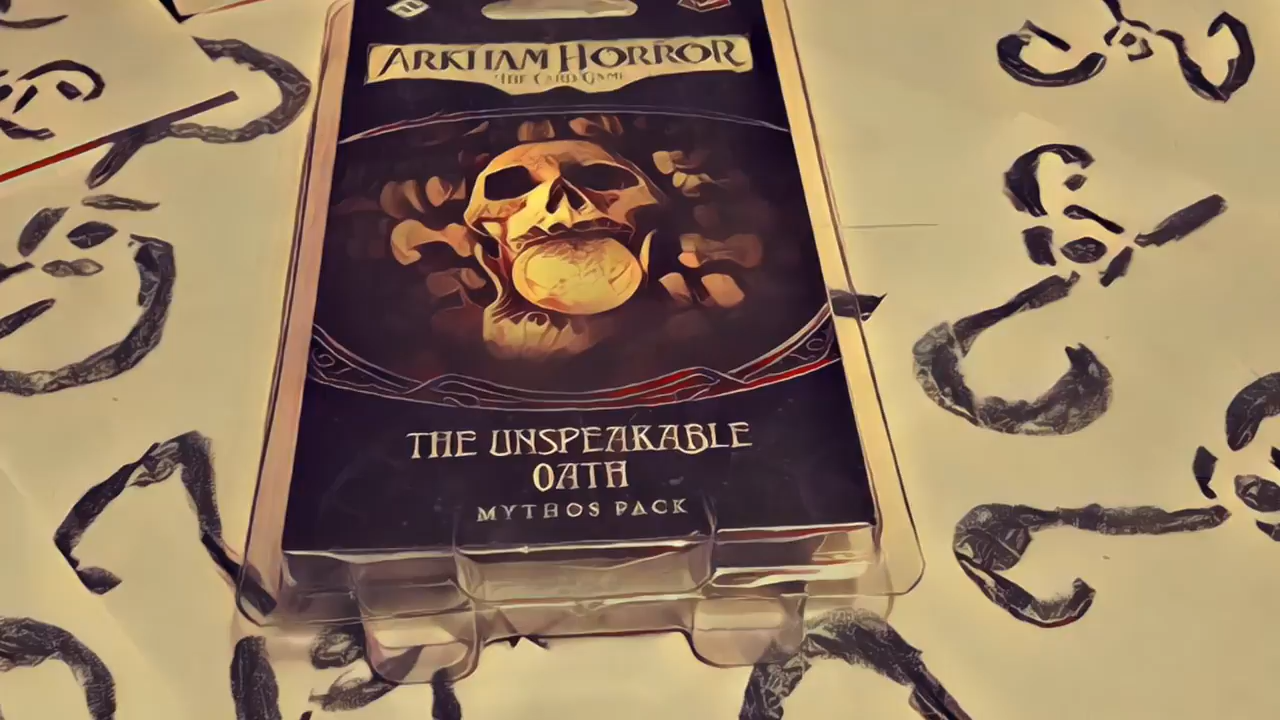 ARKHAM HORROR
THE CARD GAME
THE UNSPEAKABLE
OATH
MYTHOS PACK